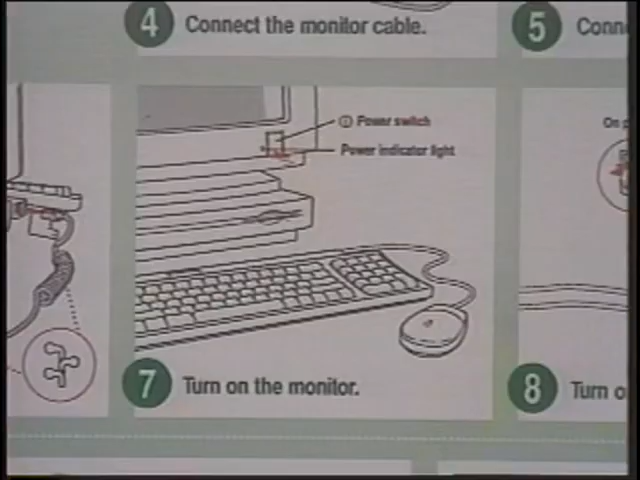 4 Connect the monitor cable.
5 Conn
Power switch
Power indicator light
On
7 Turn on the monitor.
8 Turn o